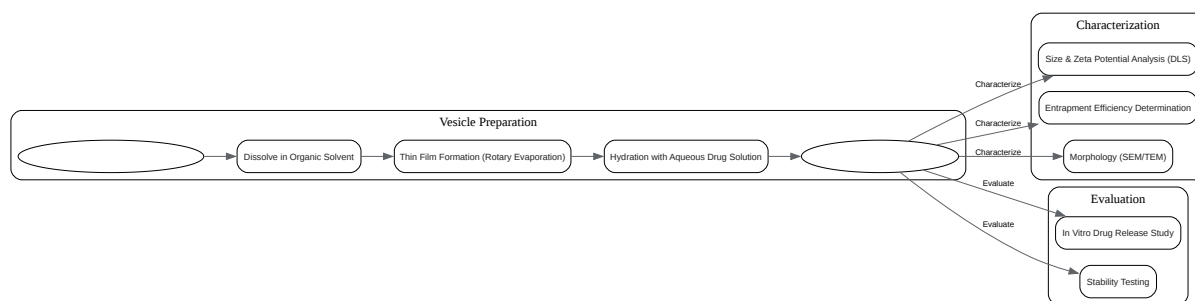 Characterization
Size & Zeta Potential Analysis (DLS)
Characterize
Entrapment Efficiency Determination
Characterize
Vesicle Preparation
Dissolve in Organic Solvent
Thin Film Formation (Rotary Evaporation)
Hydration with Aqueous Drug Solution
Characterize
Morphology (SEM/TEM)
Evaluate
Evaluation
Evaluate
In Vitro Drug Release Study
Stability Testing